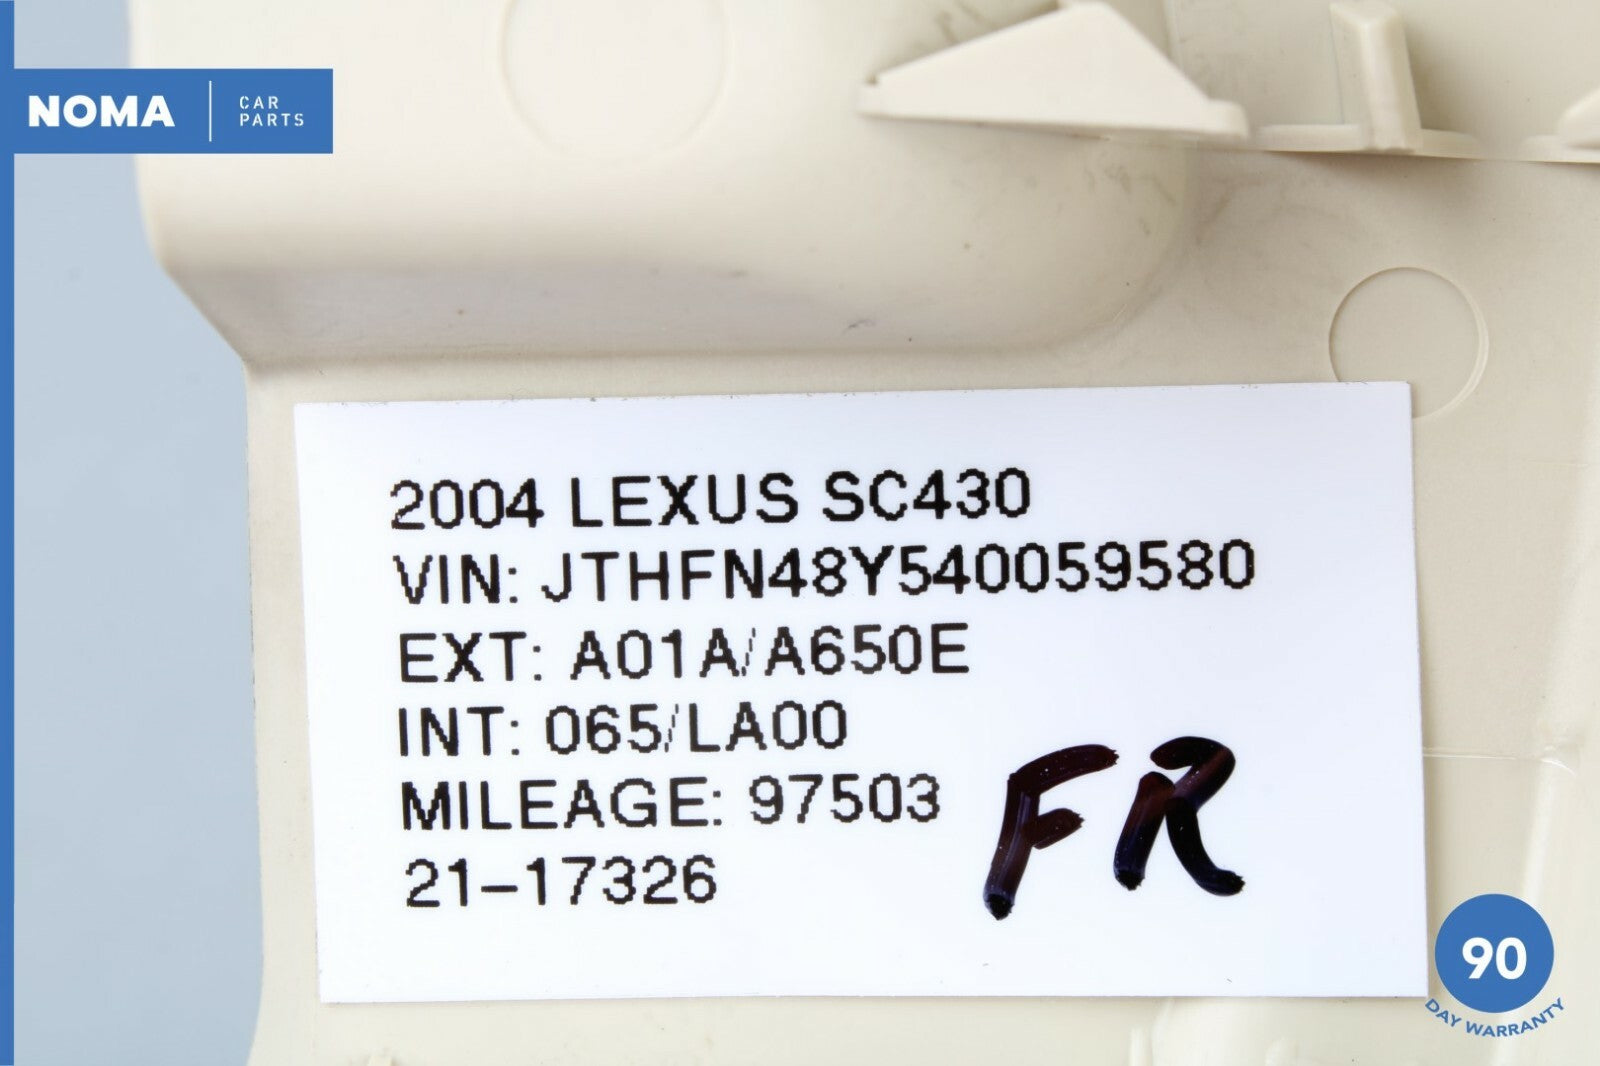 NOMA
CAR
PARTS
2004 LEXUS SC430
VIN: JTHFN48Y540059580
EXT: A01A/A650E
INT: 065/LA00
MILEAGE: 97503
21-17326
FR
90
DAY WARRANTY